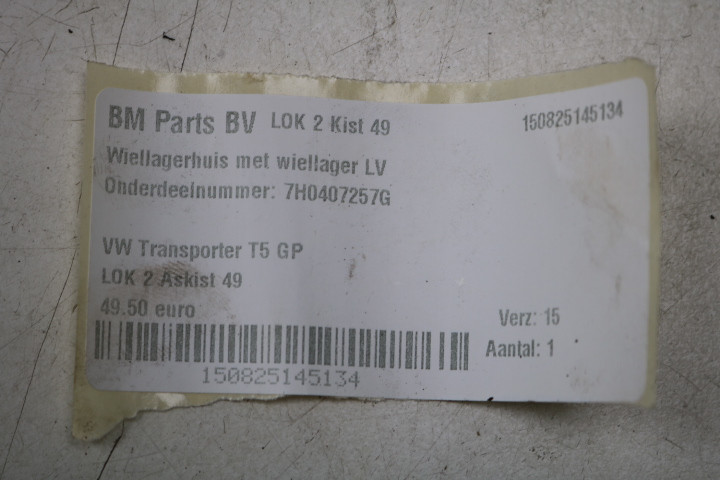 BM Parts BV LOK 2 Kist 49 150825145134
Wiellagerhuis met wiellager LV
Onderdeelnummer: 7H0407257G
VW Transporter T5 GP
LOK 2 Askist 49
49.50 euro
Verz: 15
Aantal: 1
150825145134